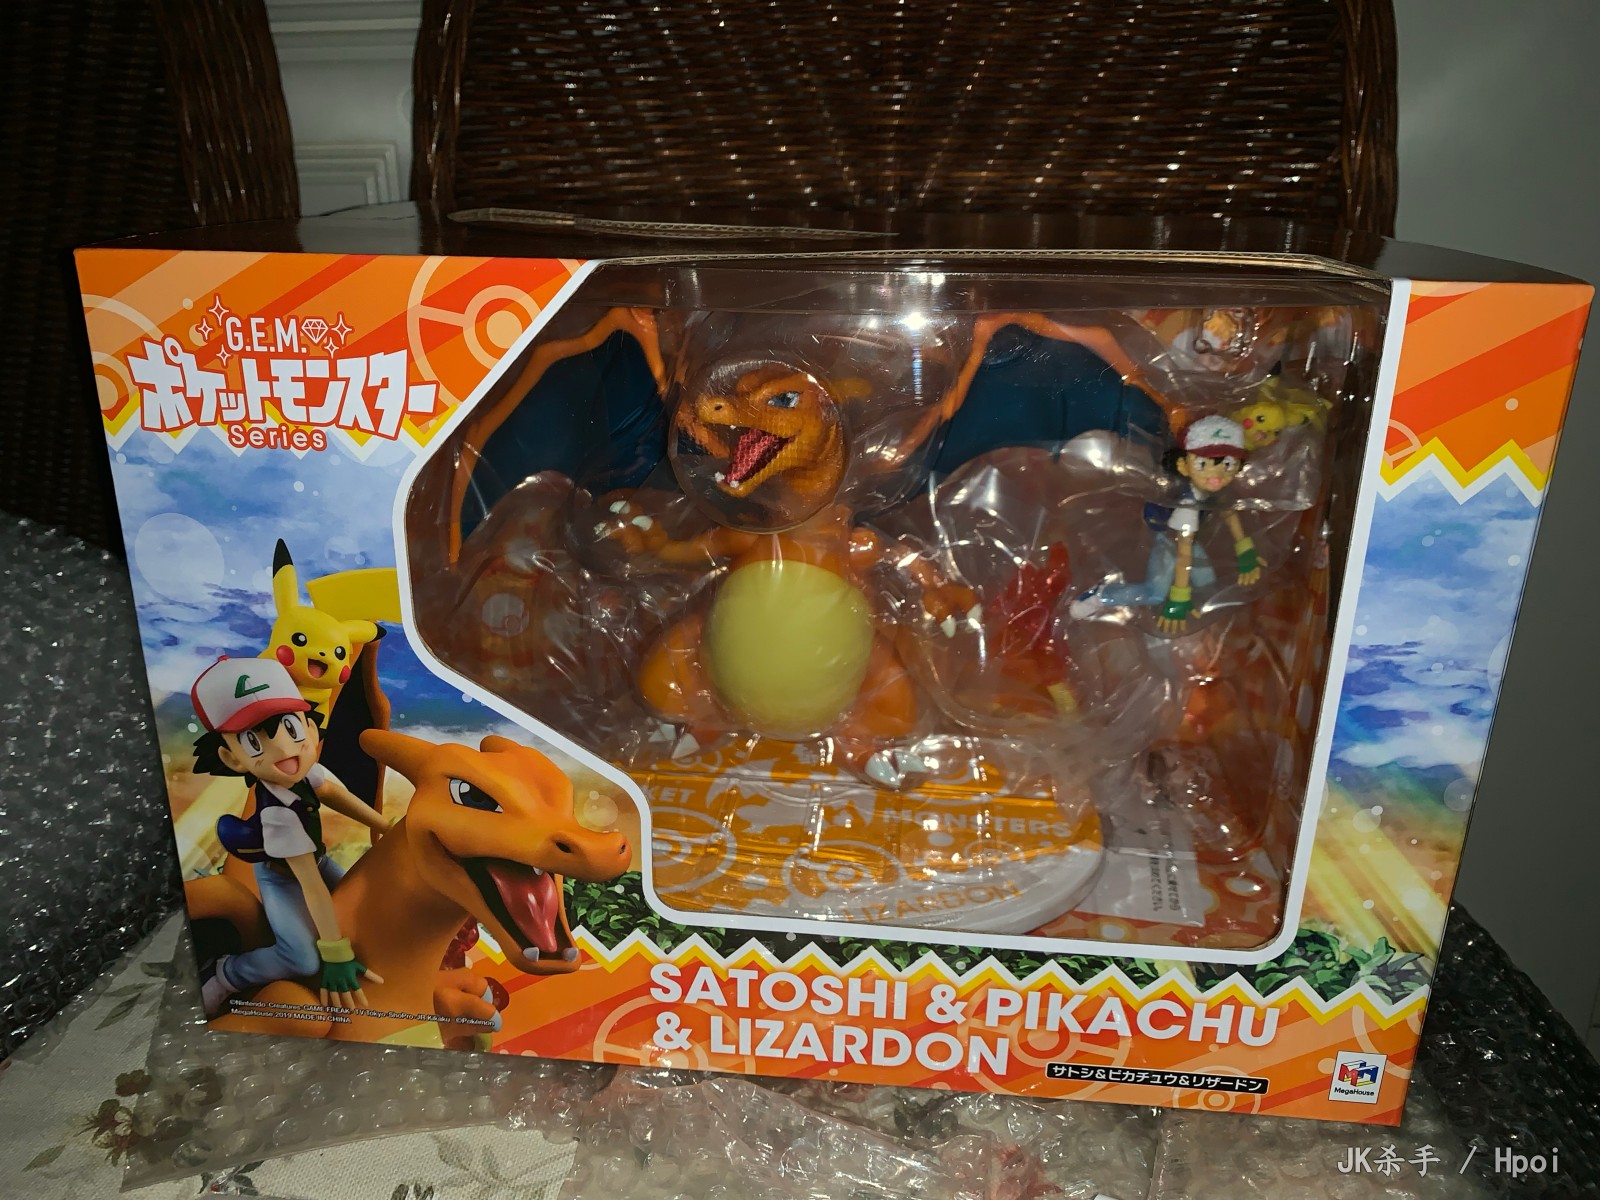 G.E.M.
ポケットモンスター
Series
KET
MONSTERS
LIZARDON
©Nintendo・Creatures・GAME FREAK・TV Tokyo・ShoPro・JR Kikaku ©Pokémon
MegaHouse 2019 MADE IN CHINA
SATOSHI & PIKACHU
& LIZARDON
サトシ&ピカチュウ&リザードン
MegaHouse
JK杀手 / Hpoi